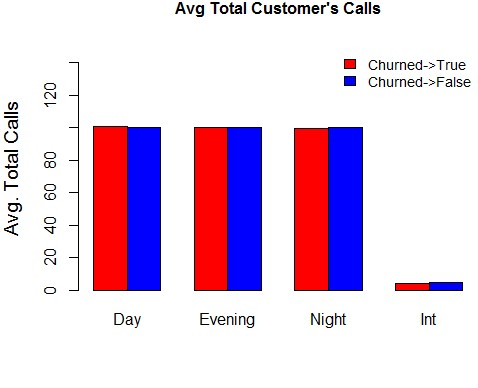 Avg Total Customer's Calls
Churned->True
Churned->False
Avg. Total Calls
120
80
60
40
20
0
Day Evening Night Int